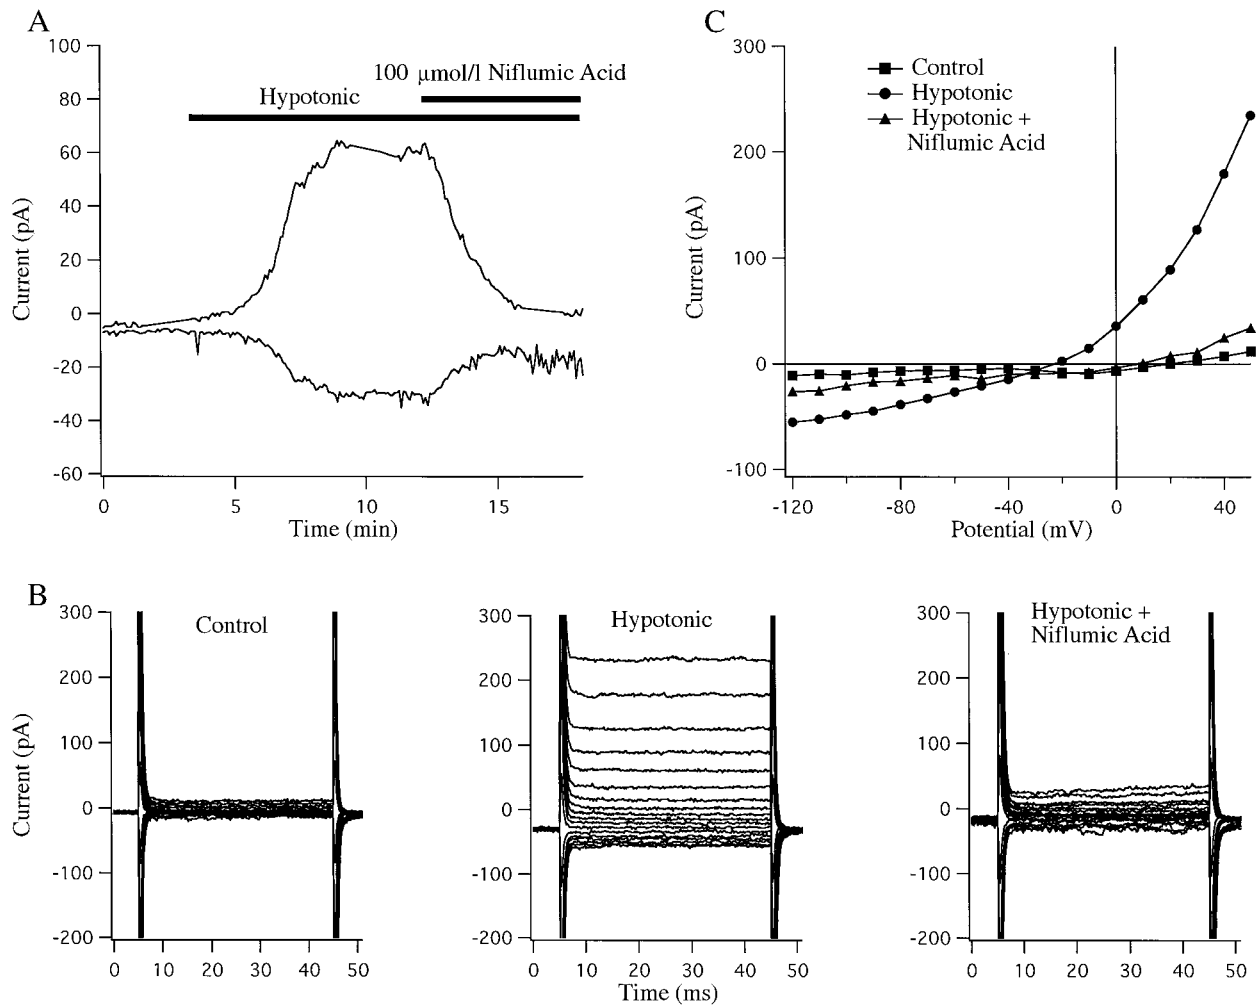 A
100
80
60
40
20
0
-20
-40
-60
Current (pA)
100 μmol/l Niflumic Acid
Hypotonic
0 5 10 15
Time (min)
C
300
200
100
0
-100
Current (pA)
Control
Hypotonic
Hypotonic +
Niflumic Acid
-120 -80 -40 0 40
Potential (mV)
B
300
200
100
0
-100
-200
Current (pA)
Control
0 10 20 30 40 50
300
200
100
0
-100
-200
Hypotonic
0 10 20 30 40 50
Time (ms)
300
200
100
0
-100
-200
Hypotonic +
Niflumic Acid
0 10 20 30 40 50